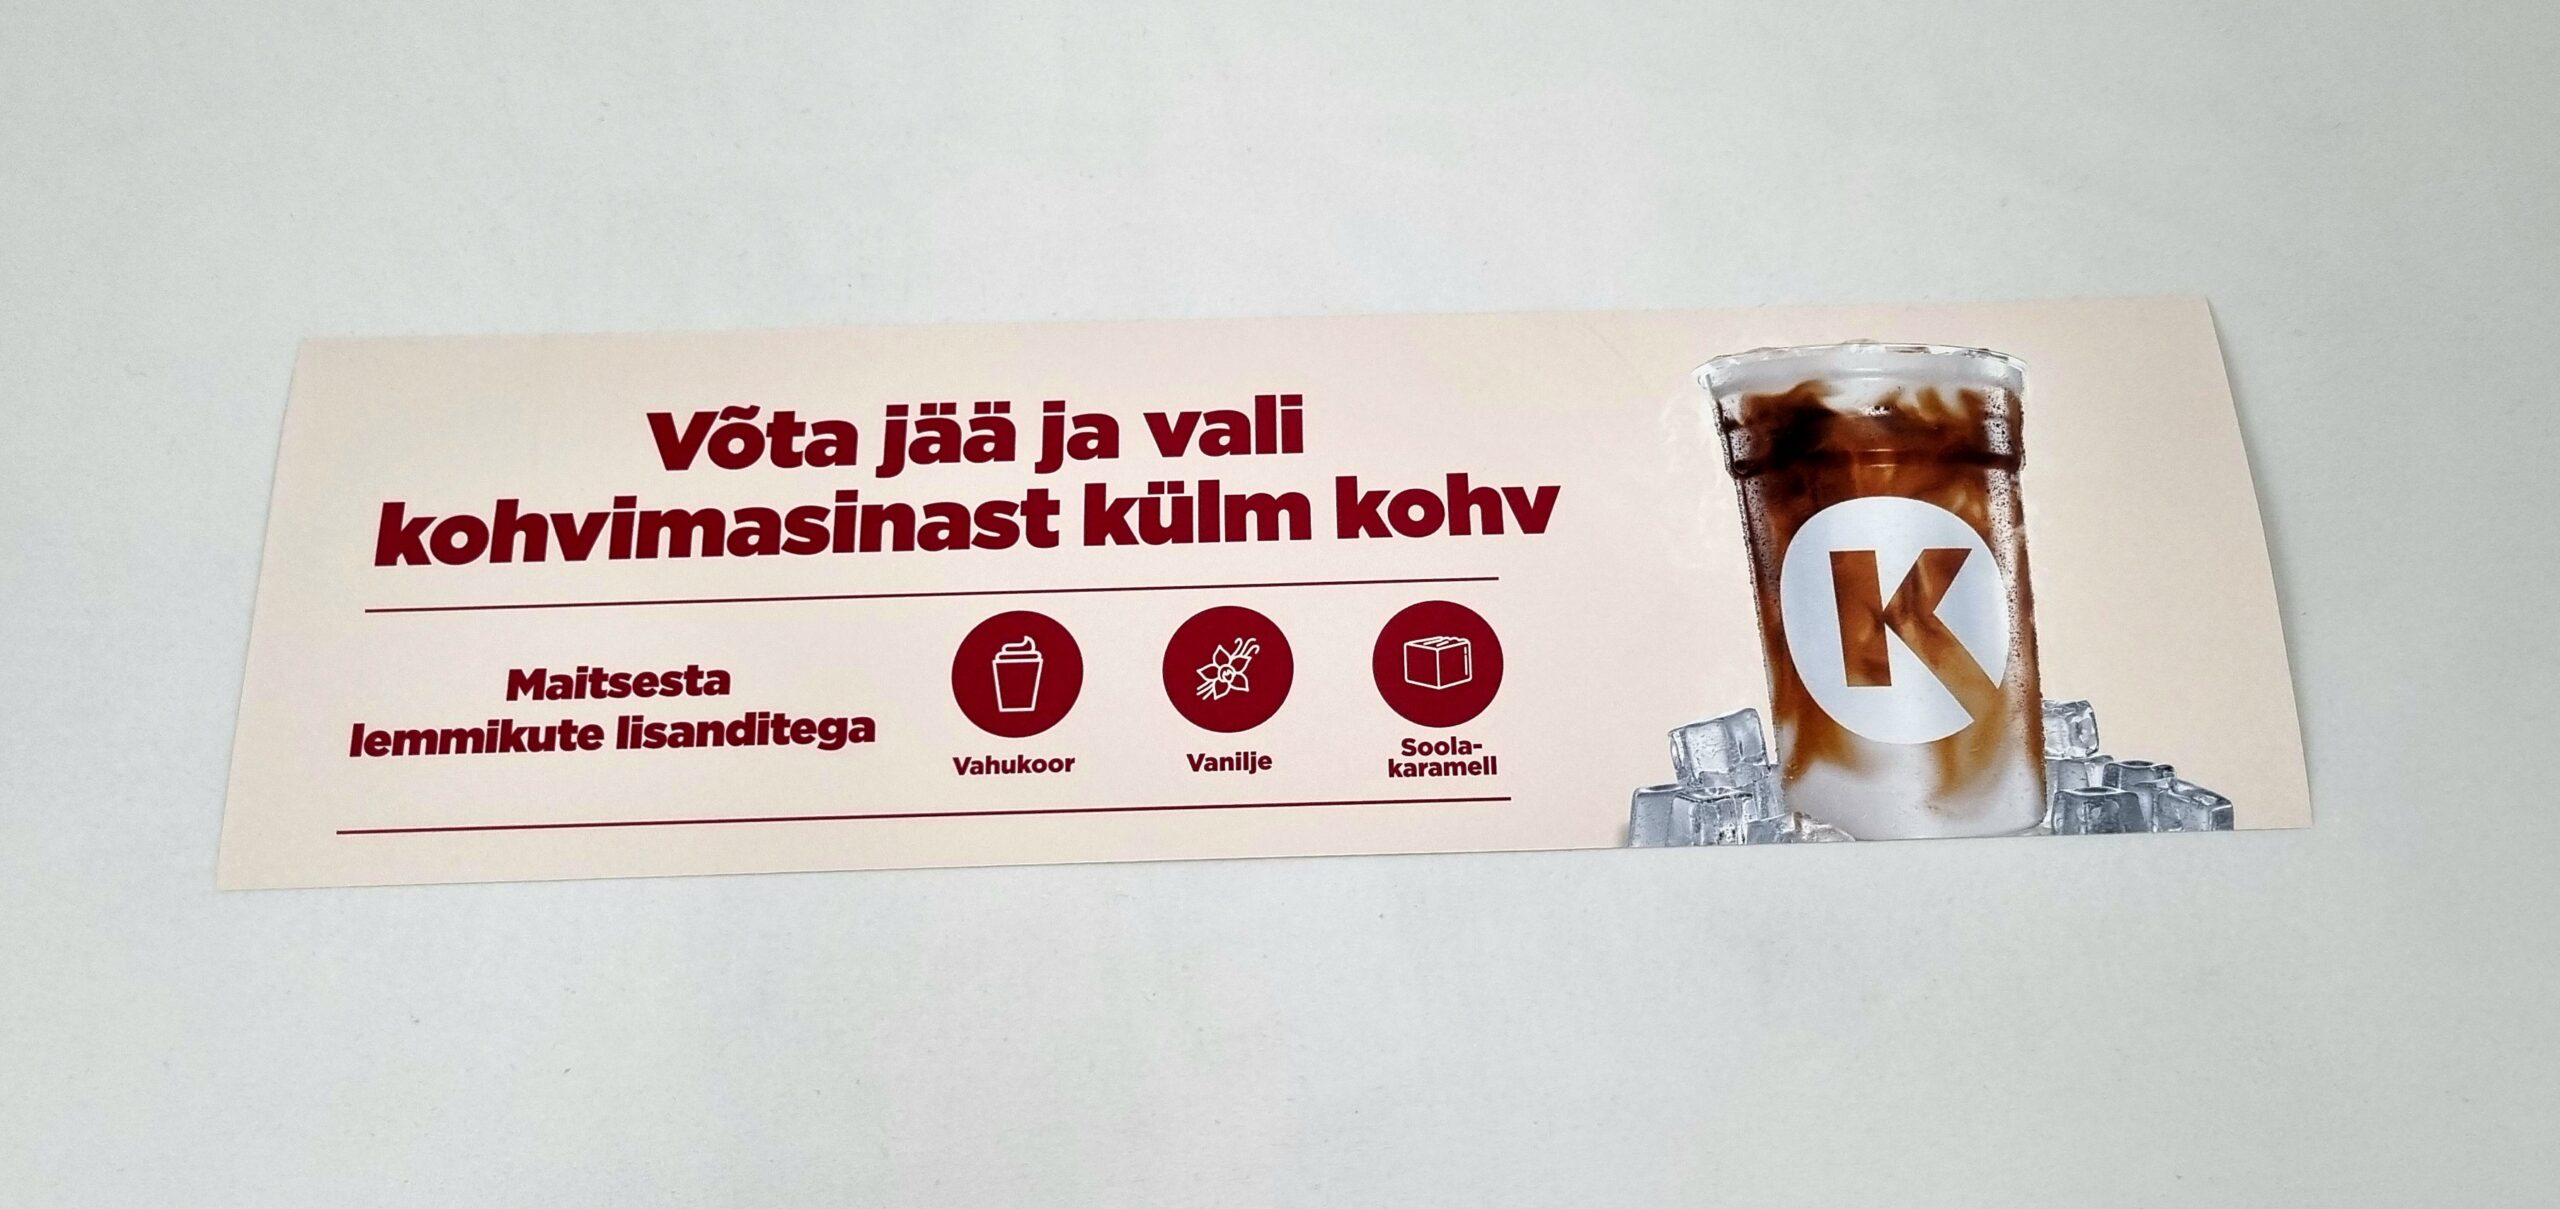 Võta jää ja vali
kohvimasinast külm kohv
Maitsesta
lemmikute lisanditega
Vahukoor
Vanilje
Soola-
karamell
K